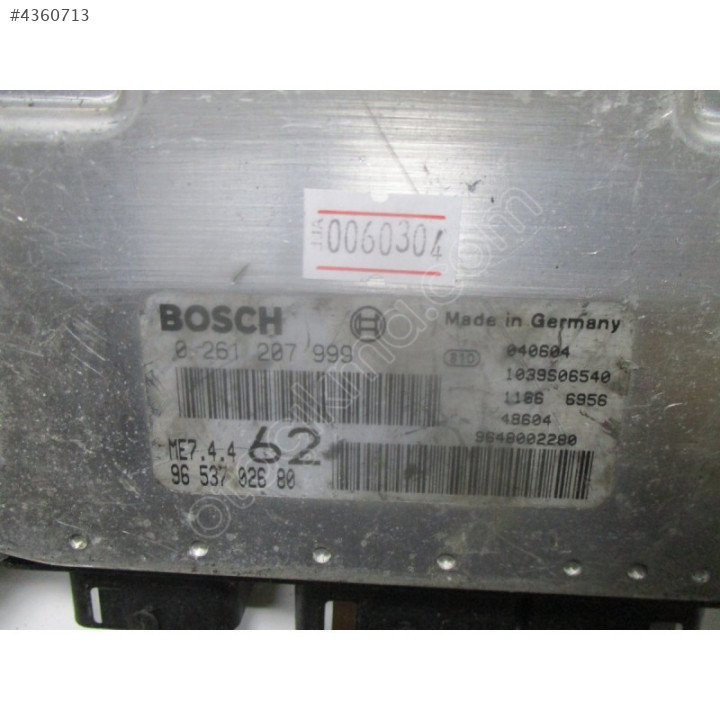 #4360713
0060304
BOSCH
Made in Germany
0 261 207 999
040604
1039S06540
1186 6956
48604
9648002280
ME7.4.4
62
96 537 026 80